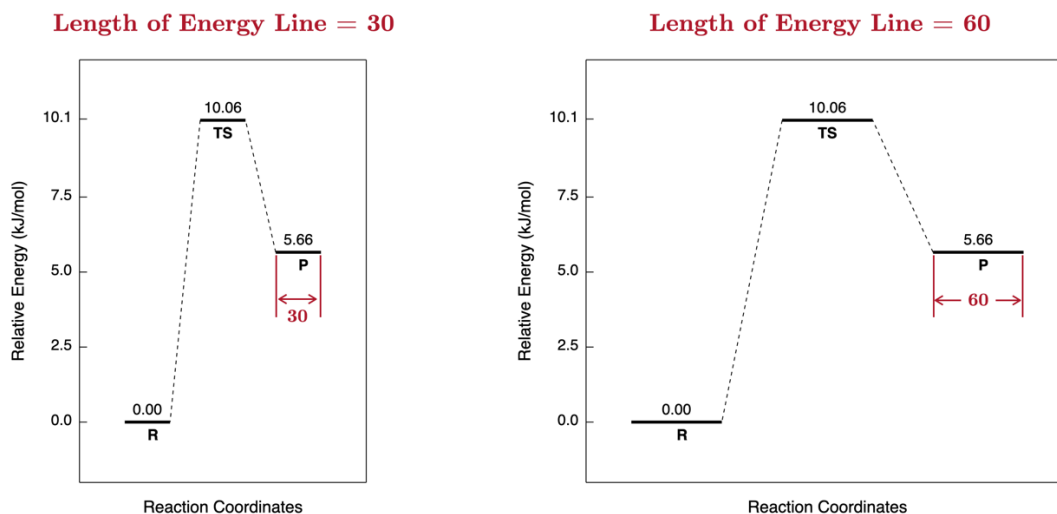 Length of Energy Line = 30
Relative Energy (kJ/mol)
10.1
7.5
5.0
2.5
0.0
10.06
TS
5.66
P
30
0.00
R
Reaction Coordinates
Length of Energy Line = 60
Relative Energy (kJ/mol)
10.1
7.5
5.0
2.5
0.0
10.06
TS
5.66
P
60
0.00
R
Reaction Coordinates